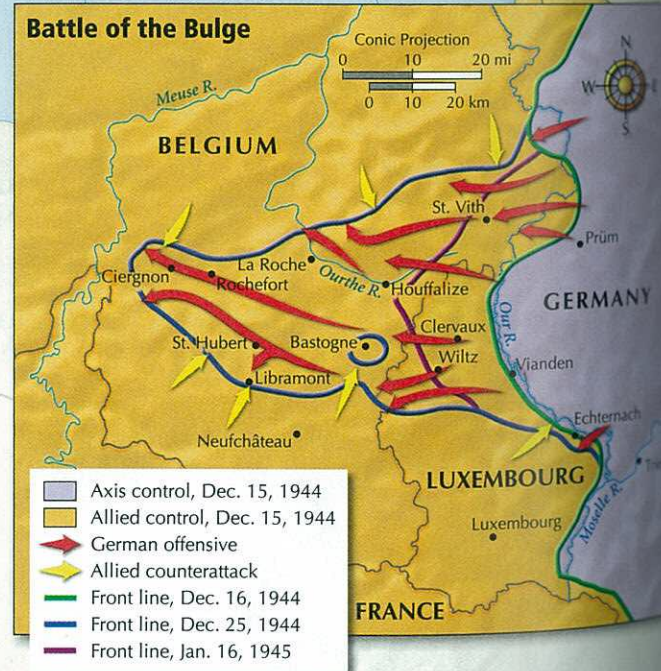 Battle of the Bulge
Conic Projection
0 10 20 mi
0 10 20 km
N
W
S
Meuse R.
BELGIUM
St. Vith
Prüm
La Roche
Ciergnon
Rochefort
Ourthe R.
Houffalize
Our R.
GERMANY
Clervaux
St. Hubert
Bastogne
Wiltz
Vianden
Libramont
Echternach
Neufchâteau
LUXEMBOURG
Moselle R.
Luxembourg
FRANCE
Axis control, Dec. 15, 1944
Allied control, Dec. 15, 1944
German offensive
Allied counterattack
Front line, Dec. 16, 1944
Front line, Dec. 25, 1944
Front line, Jan. 16, 1945